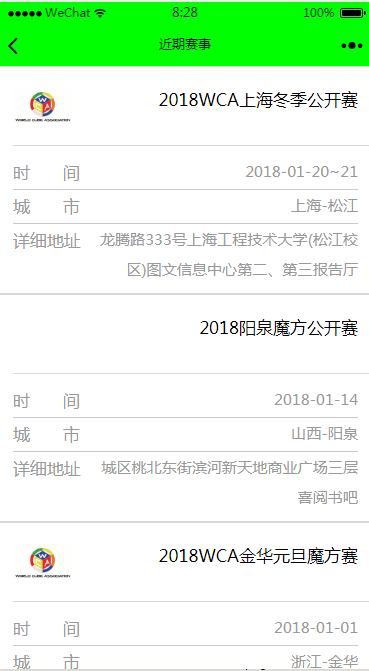 WeChat 8:28 100%
近期赛事
WORLD CUBE ASSOCIATION 2018WCA上海冬季公开赛
时 间 2018-01-20~21
城 市 上海-松江
详细地址 龙腾路333号上海工程技术大学(松江校
区)图文信息中心第二、第三报告厅
2018阳泉魔方公开赛
时 间 2018-01-14
城 市 山西-阳泉
详细地址 城区桃北东街滨河新天地商业广场三层
喜阅书吧
WORLD CUBE ASSOCIATION 2018WCA金华元旦魔方赛
时 间 2018-01-01
城 市 浙江-金华